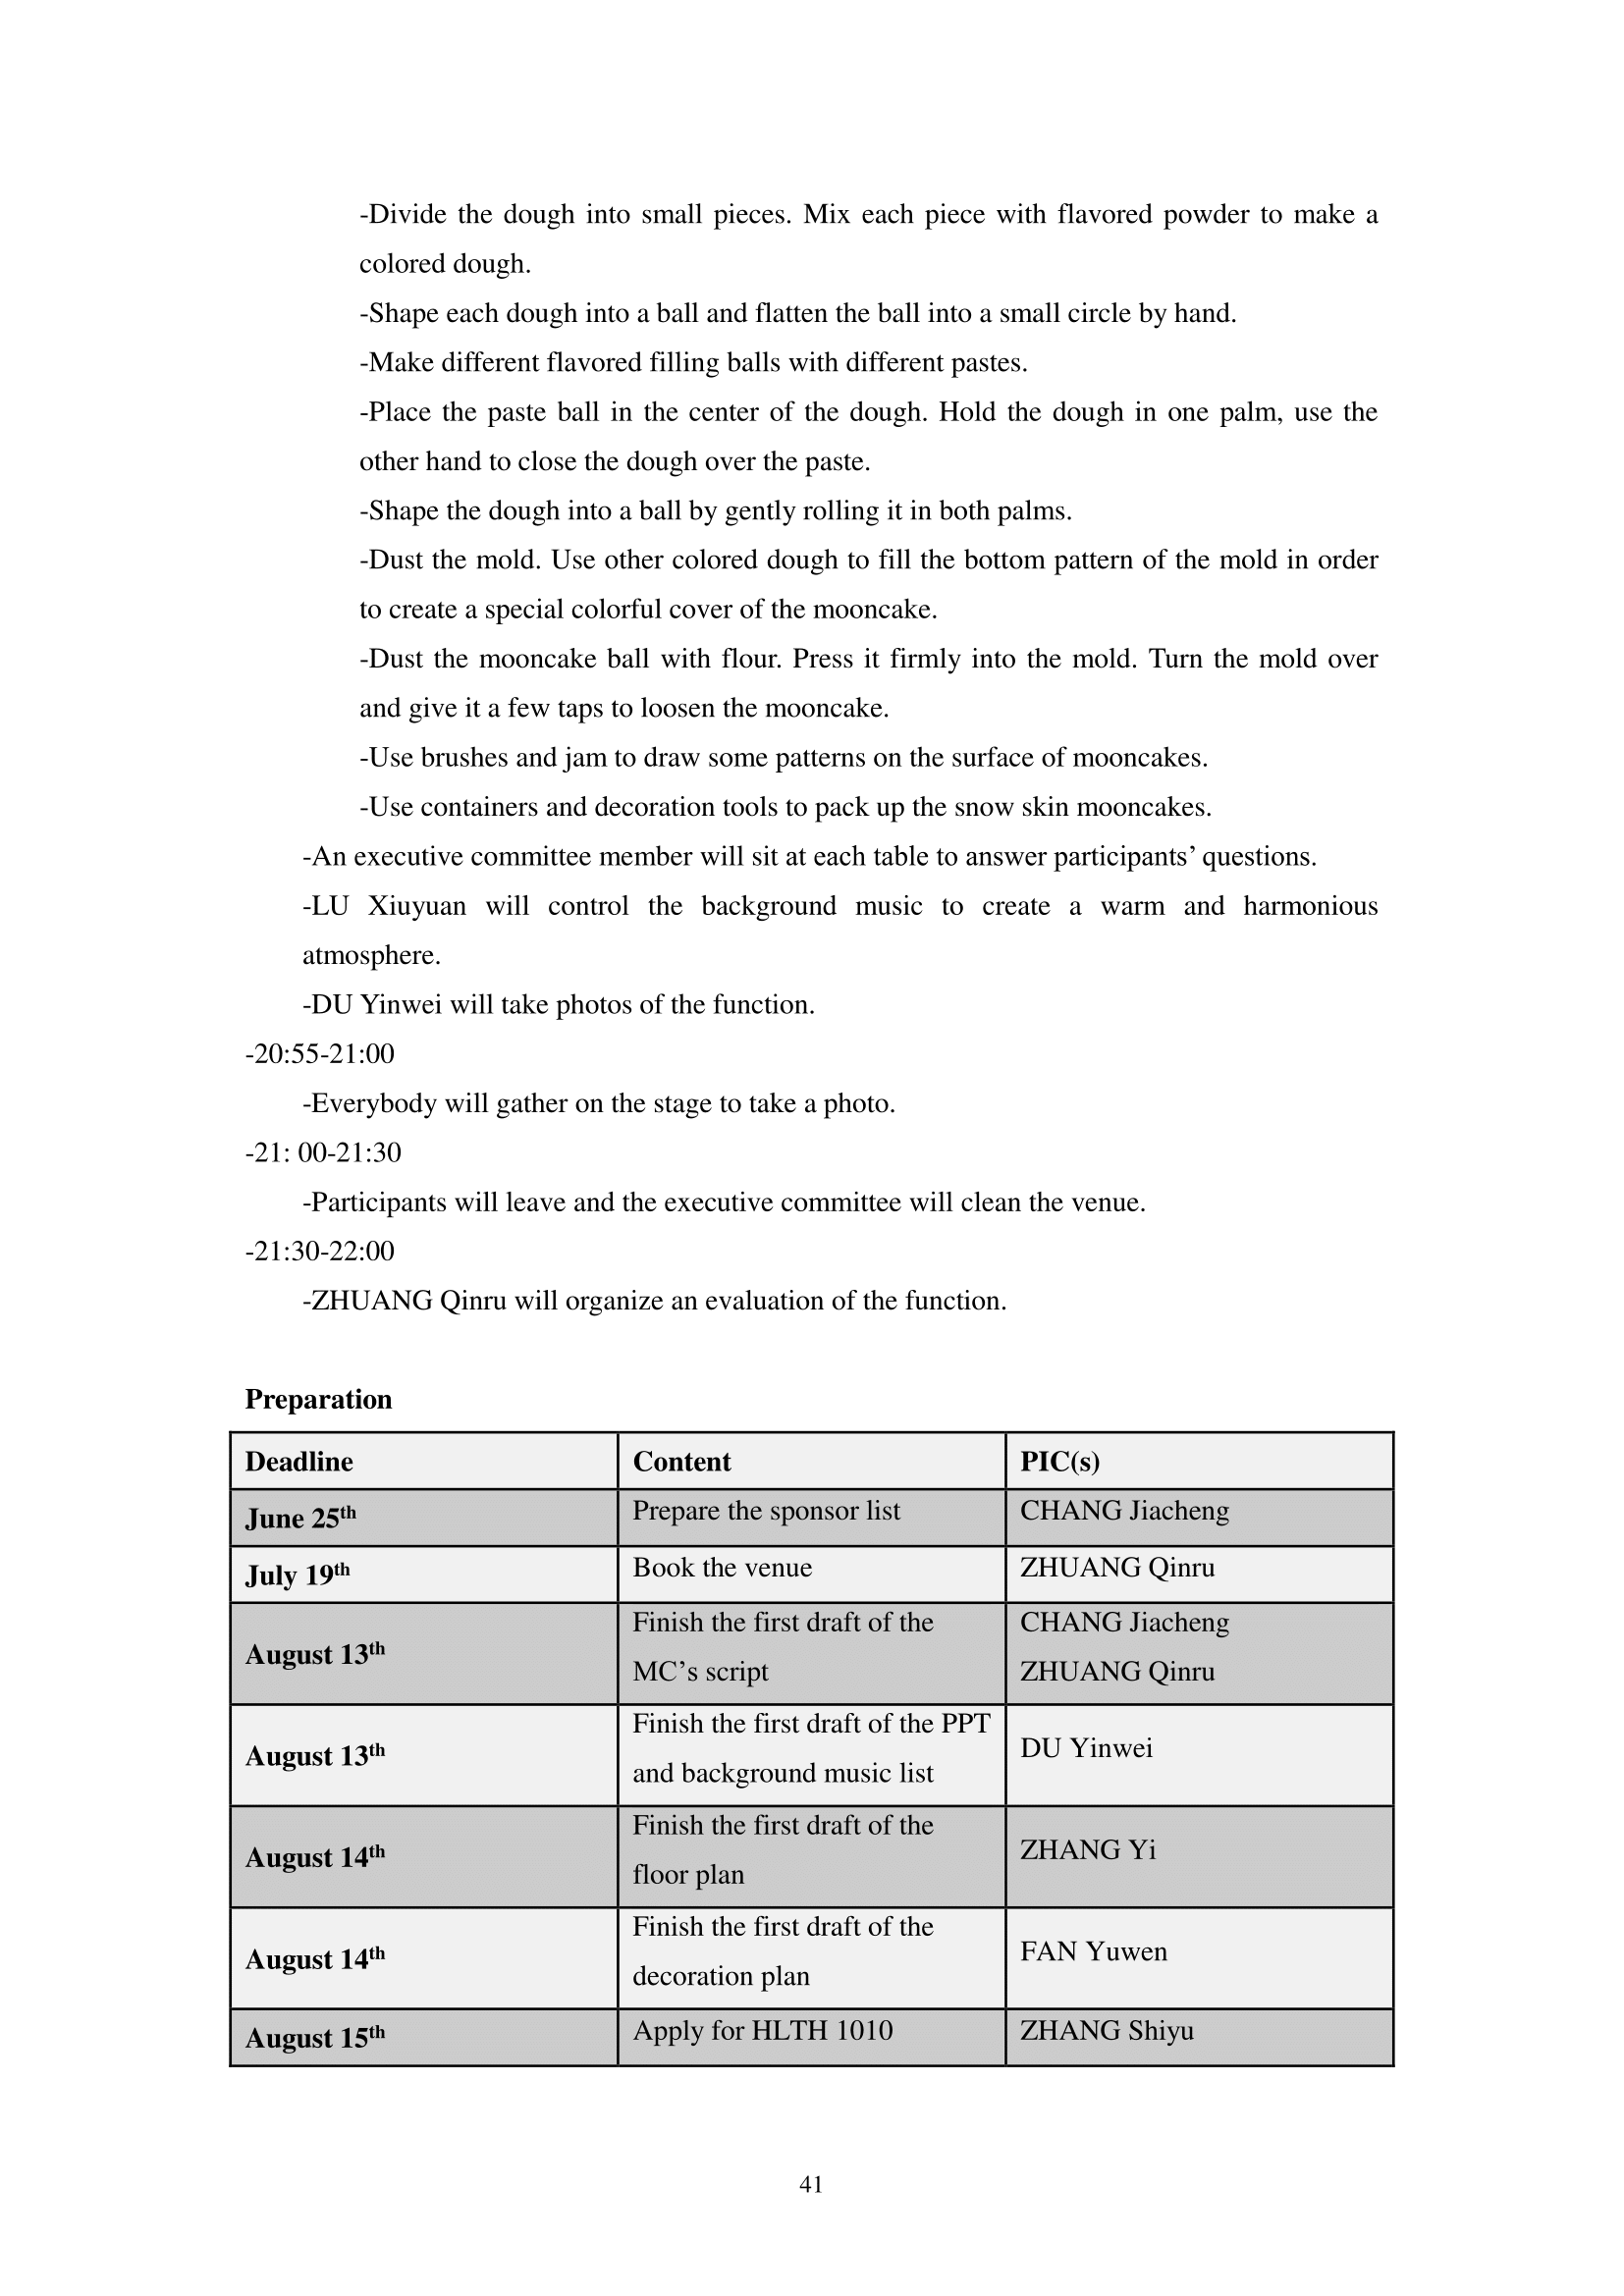 -Divide the dough into small pieces. Mix each piece with flavored powder to make a
colored dough.
-Shape each dough into a ball and flatten the ball into a small circle by hand.
-Make different flavored filling balls with different pastes.
-Place the paste ball in the center of the dough. Hold the dough in one palm, use the
other hand to close the dough over the paste.
-Shape the dough into a ball by gently rolling it in both palms.
-Dust the mold. Use other colored dough to fill the bottom pattern of the mold in order
to create a special colorful cover of the mooncake.
-Dust the mooncake ball with flour. Press it firmly into the mold. Turn the mold over
and give it a few taps to loosen the mooncake.
-Use brushes and jam to draw some patterns on the surface of mooncakes.
-Use containers and decoration tools to pack up the snow skin mooncakes.
-An executive committee member will sit at each table to answer participants’ questions.
-LU Xiuyuan will control the background music to create a warm and harmonious
atmosphere.
-DU Yinwei will take photos of the function.
-20:55-21:00
-Everybody will gather on the stage to take a photo.
-21: 00-21:30
-Participants will leave and the executive committee will clean the venue.
-21:30-22:00
-ZHUANG Qinru will organize an evaluation of the function.
Preparation
Deadline Content PIC(s)
June 25th Prepare the sponsor list CHANG Jiacheng
July 19th Book the venue ZHUANG Qinru
August 13th
Finish the first draft of the
MC’s script
CHANG Jiacheng
ZHUANG Qinru
August 13th
Finish the first draft of the PPT
and background music list
DU Yinwei
August 14th
Finish the first draft of the
floor plan
ZHANG Yi
August 14th
Finish the first draft of the
decoration plan
FAN Yuwen
August 15th Apply for HLTH 1010 ZHANG Shiyu
41